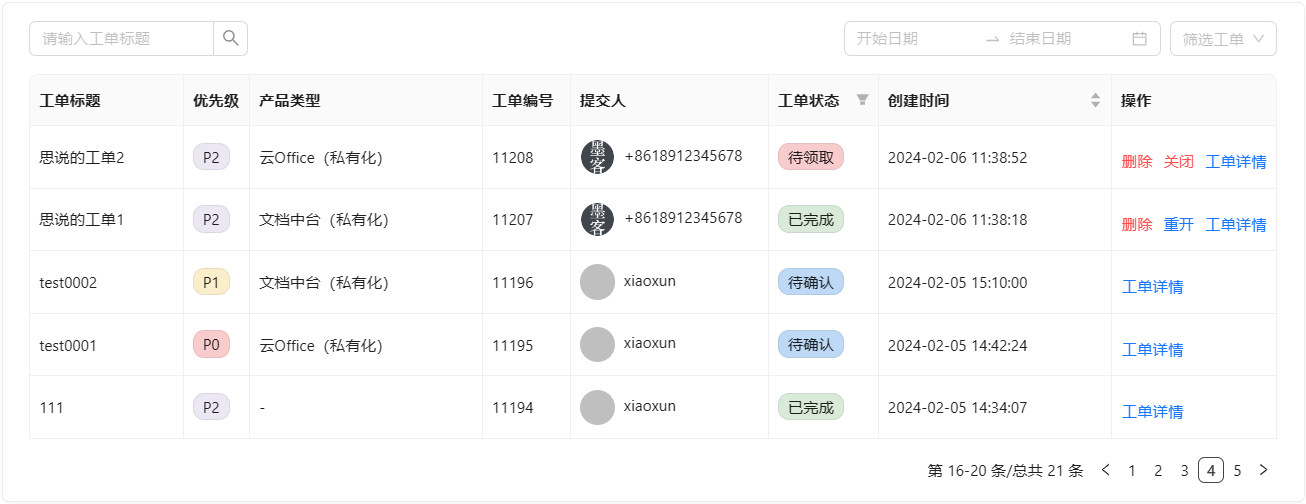 请输入工单标题 开始日期 结束日期 筛选工单
工单标题 优先级 产品类型 工单编号 提交人 工单状态 创建时间 操作
思说的工单2 P2 云Office（私有化） 11208 墨客 +8618912345678 待领取 2024-02-06 11:38:52 删除 关闭 工单详情
思说的工单1 P2 文档中台（私有化） 11207 墨客 +8618912345678 已完成 2024-02-06 11:38:18 删除 重开 工单详情
test0002 P1 文档中台（私有化） 11196 xiaoxun 待确认 2024-02-05 15:10:00 工单详情
test0001 P0 云Office（私有化） 11195 xiaoxun 待确认 2024-02-05 14:42:24 工单详情
111 P2 - 11194 xiaoxun 已完成 2024-02-05 14:34:07 工单详情
第 16-20 条/总共 21 条 < 1 2 3 4 5 >